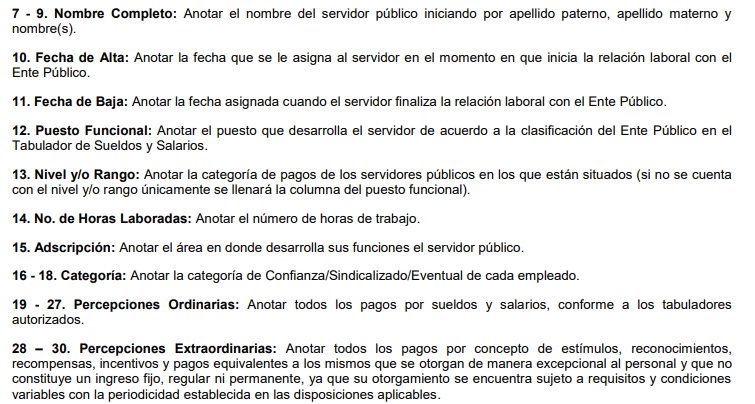 7 - 9. Nombre Completo: Anotar el nombre del servidor público iniciando por apellido paterno, apellido materno y
nombre(s).
10. Fecha de Alta: Anotar la fecha que se le asigna al servidor en el momento en que inicia la relación laboral con el
Ente Público.
11. Fecha de Baja: Anotar la fecha asignada cuando el servidor finaliza la relación laboral con el Ente Público.
12. Puesto Funcional: Anotar el puesto que desarrolla el servidor de acuerdo a la clasificación del Ente Público en el
Tabulador de Sueldos y Salarios.
13. Nivel y/o Rango: Anotar la categoría de pagos de los servidores públicos en los que están situados (si no se cuenta
con el nivel y/o rango únicamente se llenará la columna del puesto funcional).
14. No. de Horas Laboradas: Anotar el número de horas de trabajo.
15. Adscripción: Anotar el área en donde desarrolla sus funciones el servidor público.
16 - 18. Categoría: Anotar la categoría de Confianza/Sindicalizado/Eventual de cada empleado.
19 - 27. Percepciones Ordinarias: Anotar todos los pagos por sueldos y salarios, conforme a los tabuladores
autorizados.
28 – 30. Percepciones Extraordinarias: Anotar todos los pagos por concepto de estímulos, reconocimientos,
recompensas, incentivos y pagos equivalentes a los mismos que se otorgan de manera excepcional al personal y que no
constituye un ingreso fijo, regular ni permanente, ya que su otorgamiento se encuentra sujeto a requisitos y condiciones
variables con la periodicidad establecida en las disposiciones aplicables.